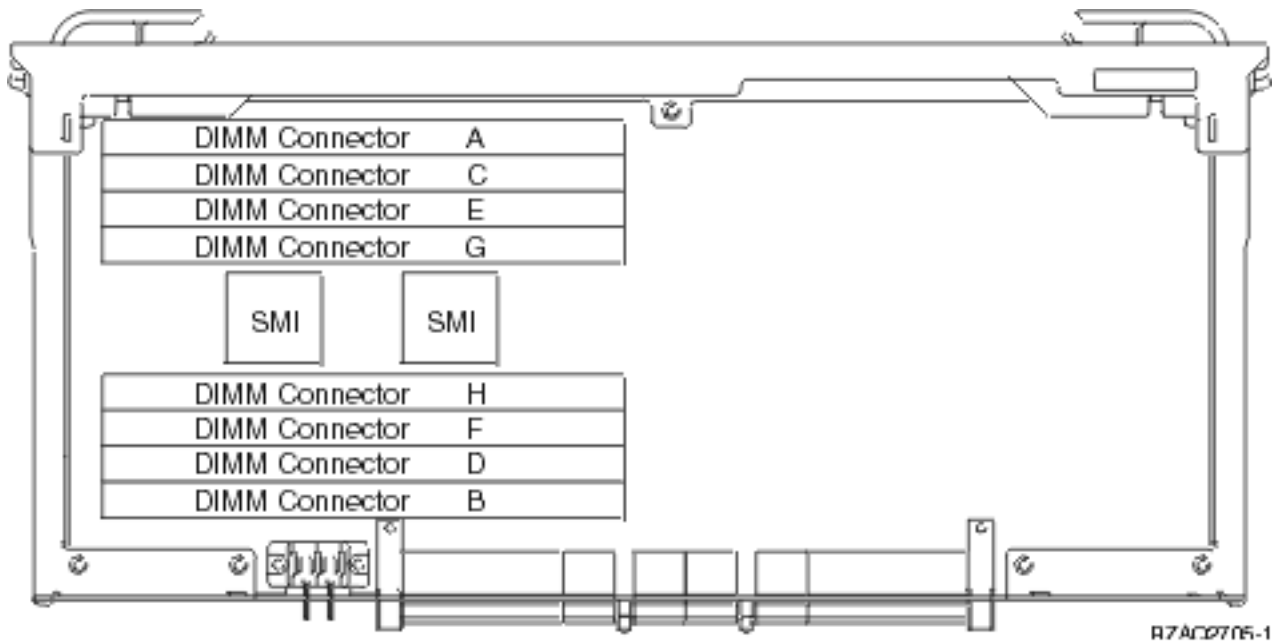 DIMM Connector A
DIMM Connector C
DIMM Connector E
DIMM Connector G
SMI SMI
DIMM Connector H
DIMM Connector F
DIMM Connector D
DIMM Connector B